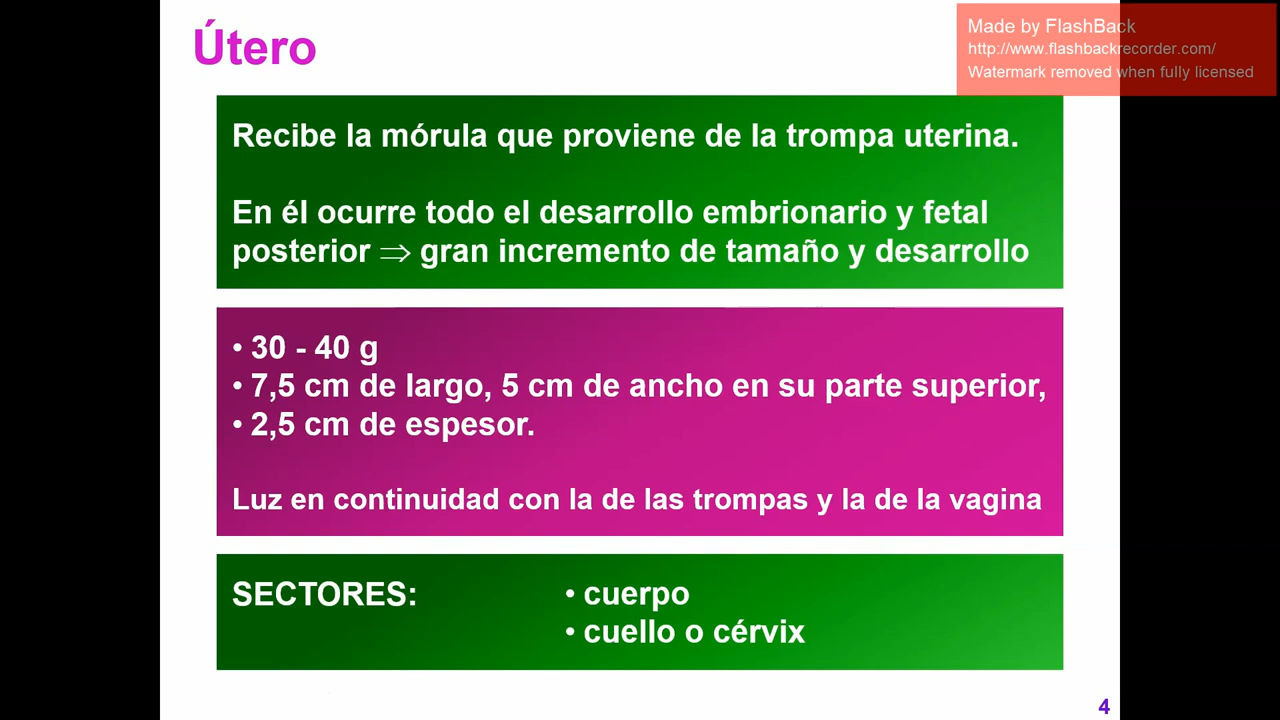 Útero
Made by FlashBack
http://www.flashbackrecorder.com/
Watermark removed when fully licensed
Recibe la mórula que proviene de la trompa uterina.
En él ocurre todo el desarrollo embrionario y fetal
posterior ⇒ gran incremento de tamaño y desarrollo
• 30 - 40 g
• 7,5 cm de largo, 5 cm de ancho en su parte superior,
• 2,5 cm de espesor.
Luz en continuidad con la de las trompas y la de la vagina
SECTORES: • cuerpo
• cuello o cérvix
4